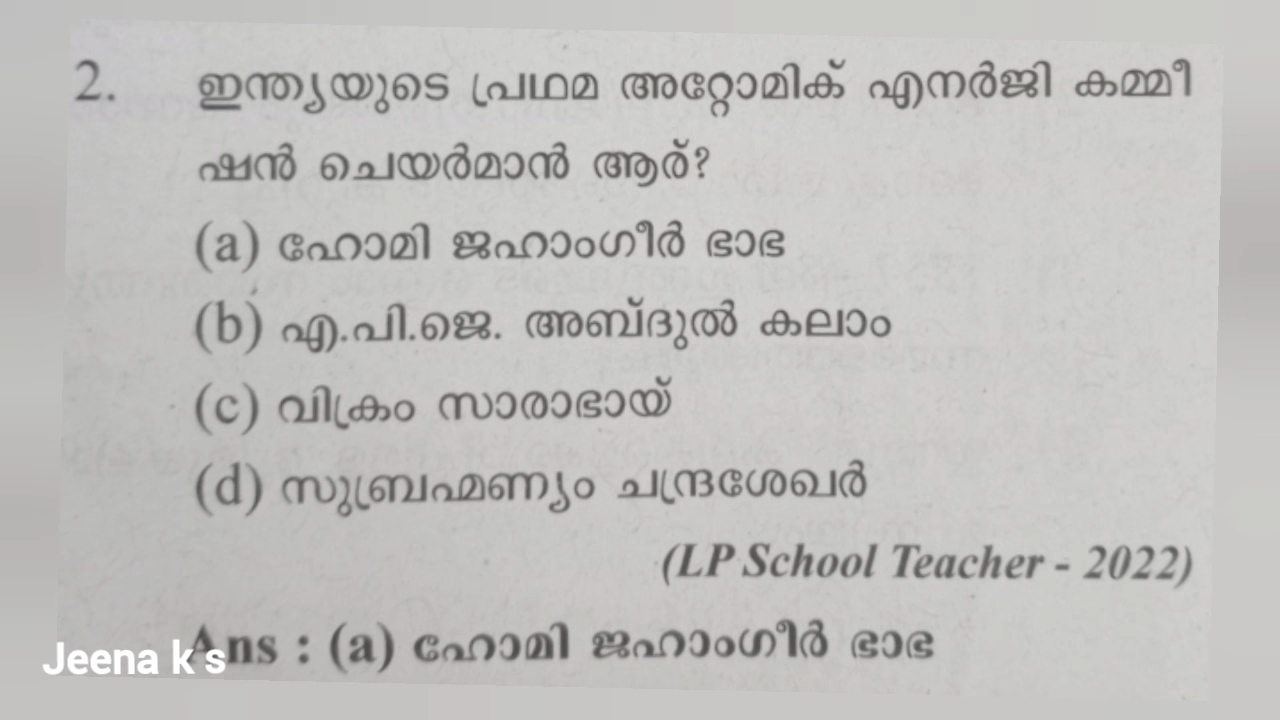 2. ഇന്ത്യയുടെ പ്രഥമ അറ്റോമിക് എനർജി കമ്മീ
ഷൻ ചെയർമാൻ ആര്?
(a) ഹോമി ജഹാംഗീർ ഭാഭ
(b) എ.പി.ജെ. അബ്ദുൽ കലാം
(c) വിക്രം സാരാഭായ്
(d) സുബ്രഹ്മണ്യം ചന്ദ്രശേഖർ
(LP School Teacher - 2022)
Ans : (a) ഹോമി ജഹാംഗീർ ഭാഭ
Jeena k s